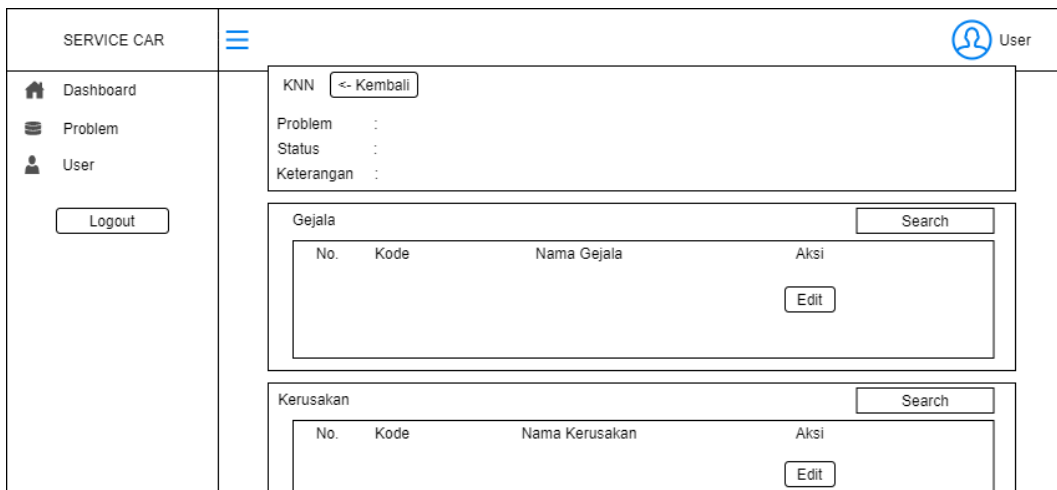 SERVICE CAR
User
Dashboard
Problem
User
Logout
KNN <- Kembali
Problem :
Status :
Keterangan :
Gejala Search
No. Kode Nama Gejala Aksi
Edit
Kerusakan Search
No. Kode Nama Kerusakan Aksi
Edit